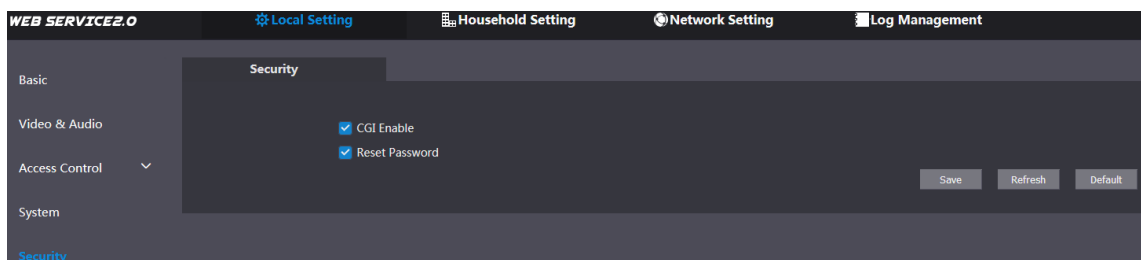 WEB SERVICE2.0 Local Setting Household Setting Network Setting Log Management
Security
Basic
Video & Audio
CGI Enable
Reset Password
Access Control
Save Refresh Default
System
Security